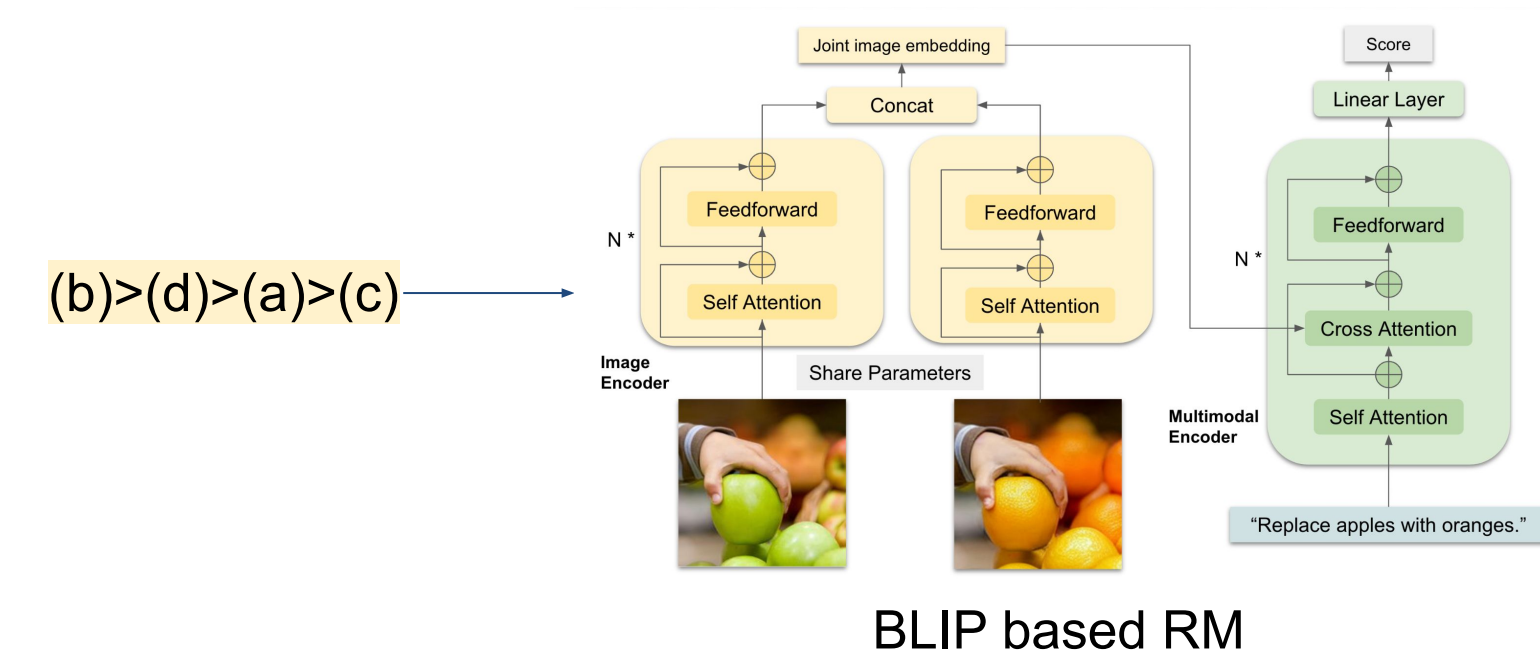 Joint image embedding
Score
Concat
Linear Layer
(b)>(d)>(a)>(c)
N *
Feedforward
Self Attention
Feedforward
Self Attention
Image
Encoder
Share Parameters
N *
Feedforward
Cross Attention
Self Attention
Multimodal
Encoder
“Replace apples with oranges.”
BLIP based RM